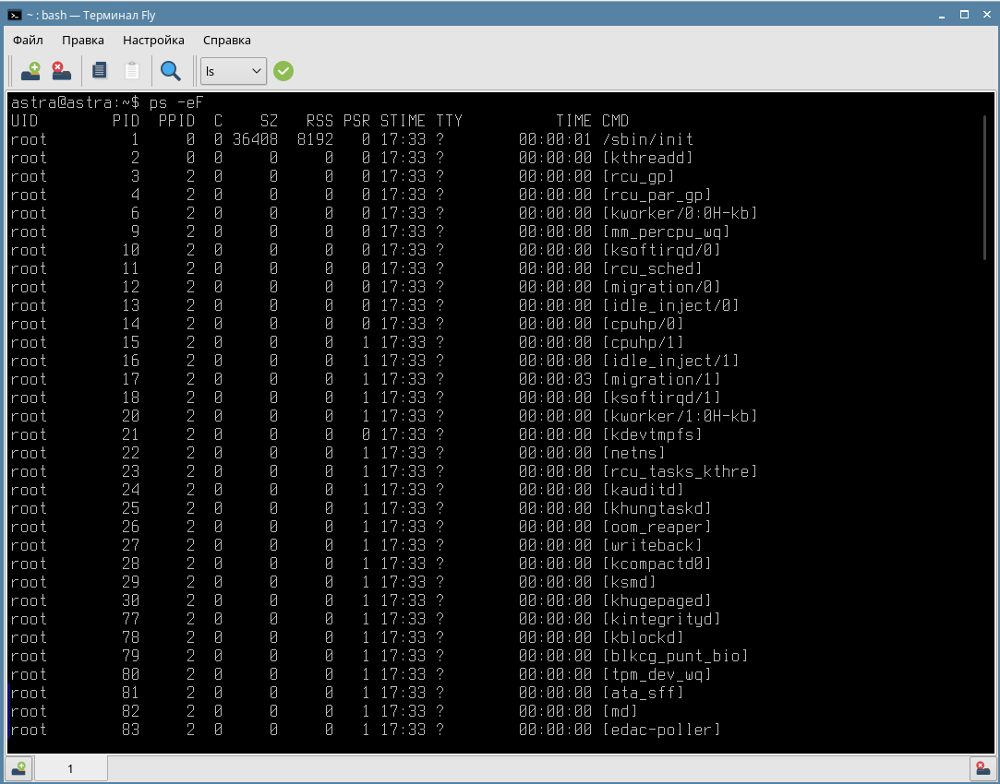 ~ : bash — Терминал Fly
Файл Правка Настройка Справка
ls
astra@astra:~$ ps -eF
UID PID PPID C SZ RSS PSR STIME TTY TIME CMD
root 1 0 0 36408 8192 0 17:33 ? 00:00:01 /sbin/init
root 2 0 0 0 0 0 17:33 ? 00:00:00 [kthreadd]
root 3 2 0 0 0 0 17:33 ? 00:00:00 [rcu_gp]
root 4 2 0 0 0 0 17:33 ? 00:00:00 [rcu_par_gp]
root 6 2 0 0 0 0 17:33 ? 00:00:00 [kworker/0:0H-kb]
root 9 2 0 0 0 0 17:33 ? 00:00:00 [mm_percpu_wq]
root 10 2 0 0 0 0 17:33 ? 00:00:00 [ksoftirqd/0]
root 11 2 0 0 0 0 17:33 ? 00:00:00 [rcu_sched]
root 12 2 0 0 0 0 17:33 ? 00:00:00 [migration/0]
root 13 2 0 0 0 0 17:33 ? 00:00:00 [idle_inject/0]
root 14 2 0 0 0 0 17:33 ? 00:00:00 [cpuhp/0]
root 15 2 0 0 0 1 17:33 ? 00:00:00 [cpuhp/1]
root 16 2 0 0 0 1 17:33 ? 00:00:00 [idle_inject/1]
root 17 2 0 0 0 1 17:33 ? 00:00:03 [migration/1]
root 18 2 0 0 0 1 17:33 ? 00:00:00 [ksoftirqd/1]
root 20 2 0 0 0 1 17:33 ? 00:00:00 [kworker/1:0H-kb]
root 21 2 0 0 0 0 17:33 ? 00:00:00 [kdevtmpfs]
root 22 2 0 0 0 1 17:33 ? 00:00:00 [netns]
root 23 2 0 0 0 1 17:33 ? 00:00:00 [rcu_tasks_kthre]
root 24 2 0 0 0 1 17:33 ? 00:00:00 [kauditd]
root 25 2 0 0 0 1 17:33 ? 00:00:00 [khungtaskd]
root 26 2 0 0 0 1 17:33 ? 00:00:00 [oom_reaper]
root 27 2 0 0 0 1 17:33 ? 00:00:00 [writeback]
root 28 2 0 0 0 1 17:33 ? 00:00:00 [kcompactd0]
root 29 2 0 0 0 1 17:33 ? 00:00:00 [ksmd]
root 30 2 0 0 0 1 17:33 ? 00:00:00 [khugepaged]
root 77 2 0 0 0 1 17:33 ? 00:00:00 [kintegrityd]
root 78 2 0 0 0 1 17:33 ? 00:00:00 [kblockd]
root 79 2 0 0 0 1 17:33 ? 00:00:00 [blkcg_punt_bio]
root 80 2 0 0 0 1 17:33 ? 00:00:00 [tpm_dev_wq]
root 81 2 0 0 0 1 17:33 ? 00:00:00 [ata_sff]
root 82 2 0 0 0 1 17:33 ? 00:00:00 [md]
root 83 2 0 0 0 1 17:33 ? 00:00:00 [edac-poller]
1